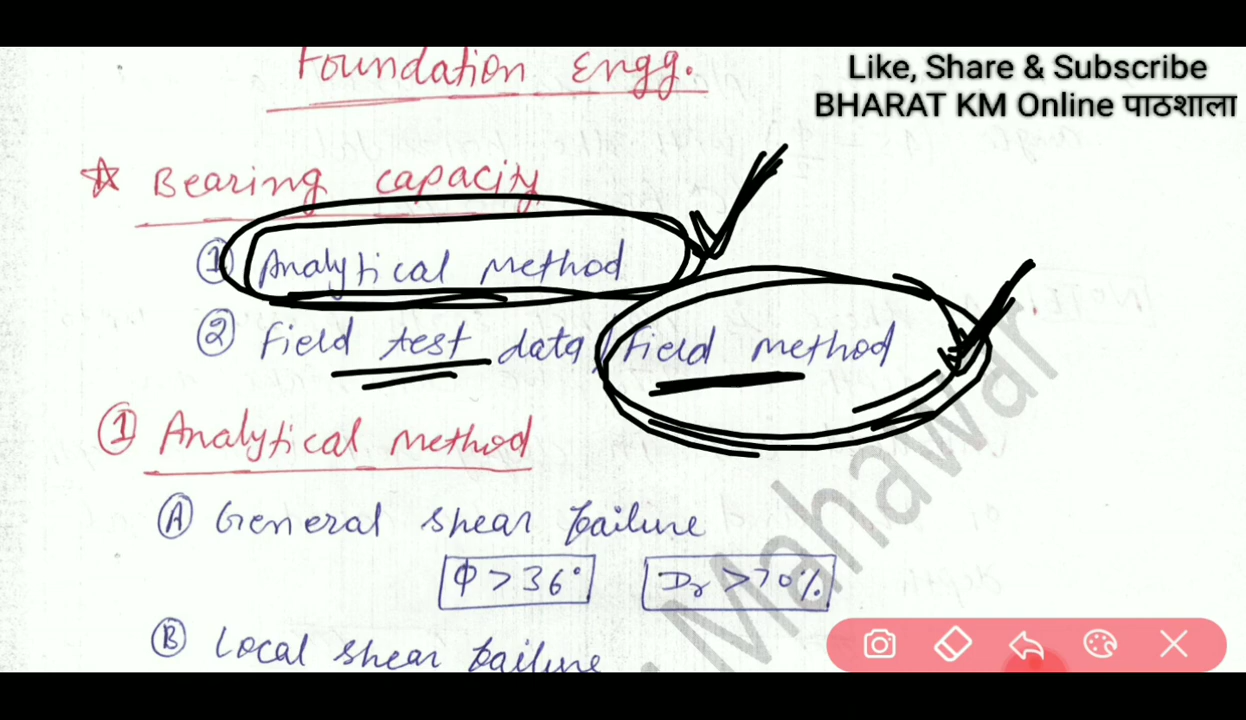 Foundation Engg.
Like, Share & Subscribe
BHARAT KM Online पाठशाला
☆ Bearing capacity
① Analytical method
② Field test data / Field method
① Analytical method
Ⓐ General shear failure
Φ > 36° Dr > 70%
Ⓑ Local shear failure
Mahawar